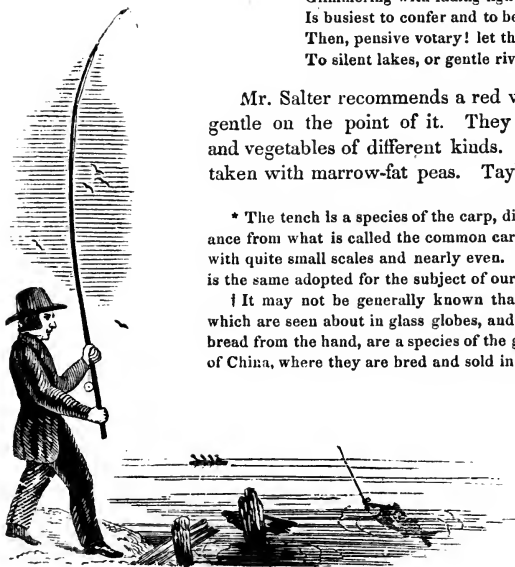 Is busiest to confer and to be
Then, pensive votary! let th
To silent lakes, or gentle riv
Mr. Salter recommends a red
gentle on the point of it. They
and vegetables of different kinds.
taken with marrow-fat peas. Tay
* The tench is a species of the carp, di
ance from what is called the common car
with quite small scales and nearly even.
is the same adopted for the subject of our
† It may not be generally known tha
which are seen about in glass globes, and
bread from the hand, are a species of the g
of China, where they are bred and sold in